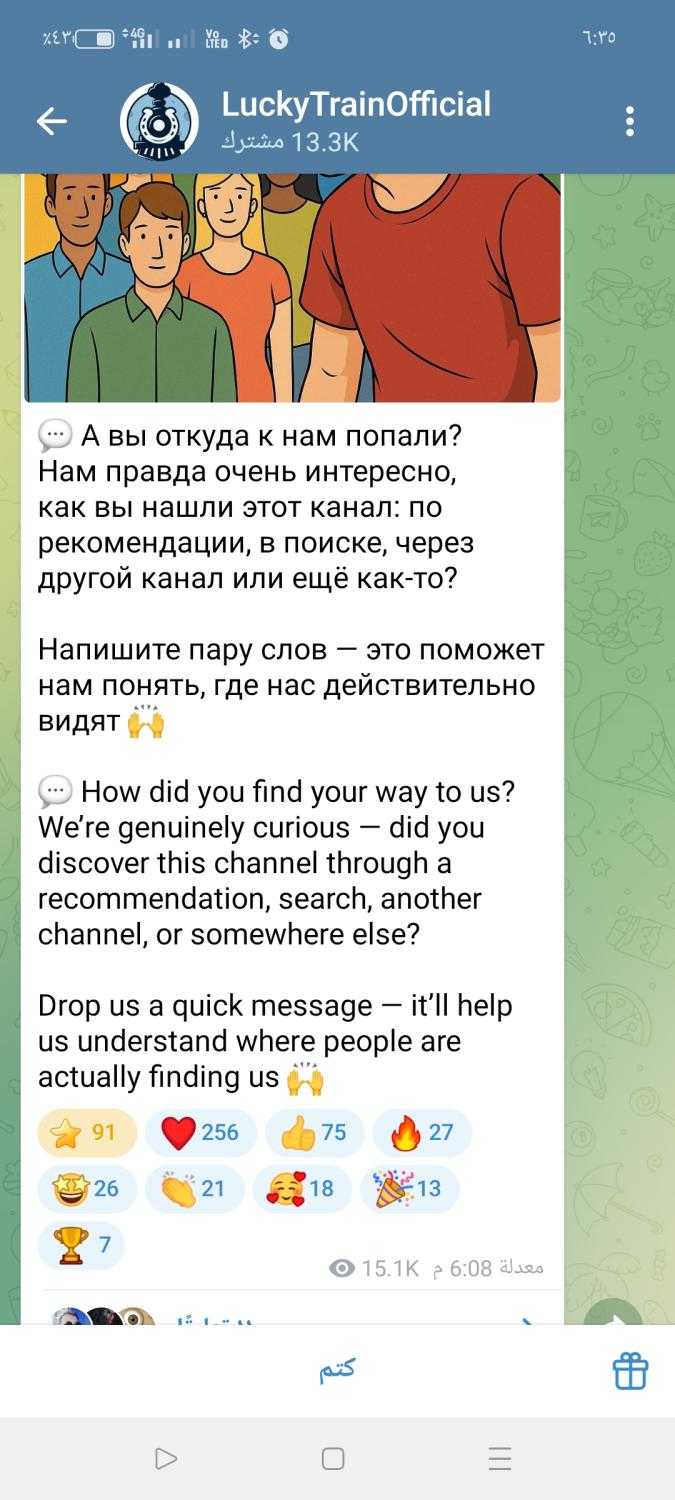 ٪٤٣
4G
Vo LTED
٦:٣٥
LuckyTrainOfficial
13.3K مشترك
💬 А вы откуда к нам попали?
Нам правда очень интересно,
как вы нашли этот канал: по
рекомендации, в поиске, через
другой канал или ещё как-то?
Напишите пару слов — это поможет
нам понять, где нас действительно
видят 🙌
💬 How did you find your way to us?
We’re genuinely curious — did you
discover this channel through a
recommendation, search, another
channel, or somewhere else?
Drop us a quick message — it’ll help
us understand where people are
actually finding us 🙌
⭐ 91 ❤️ 256 👍 75 🔥 27
🤩 26 👏 21 🥰 18 🎉 13
🏆 7
15.1K معدلة 6:08 م
كتم